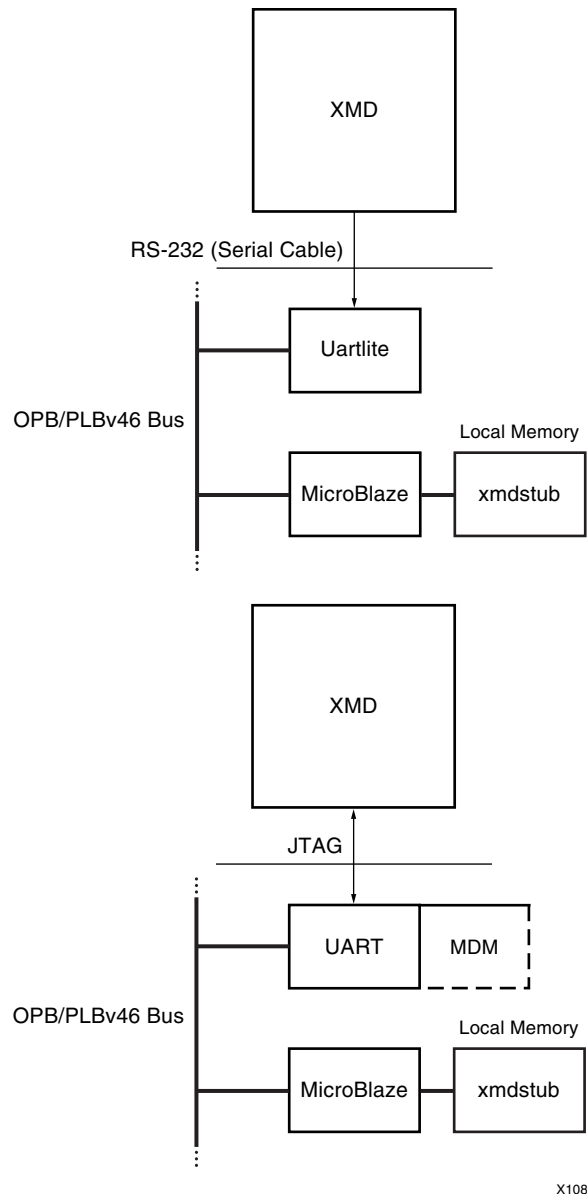 XMD
RS-232 (Serial Cable)
Uartlite
OPB/PLBv46 Bus
Local Memory
MicroBlaze
xmdstub
XMD
JTAG
UART
MDM
OPB/PLBv46 Bus
Local Memory
MicroBlaze
xmdstub
X108